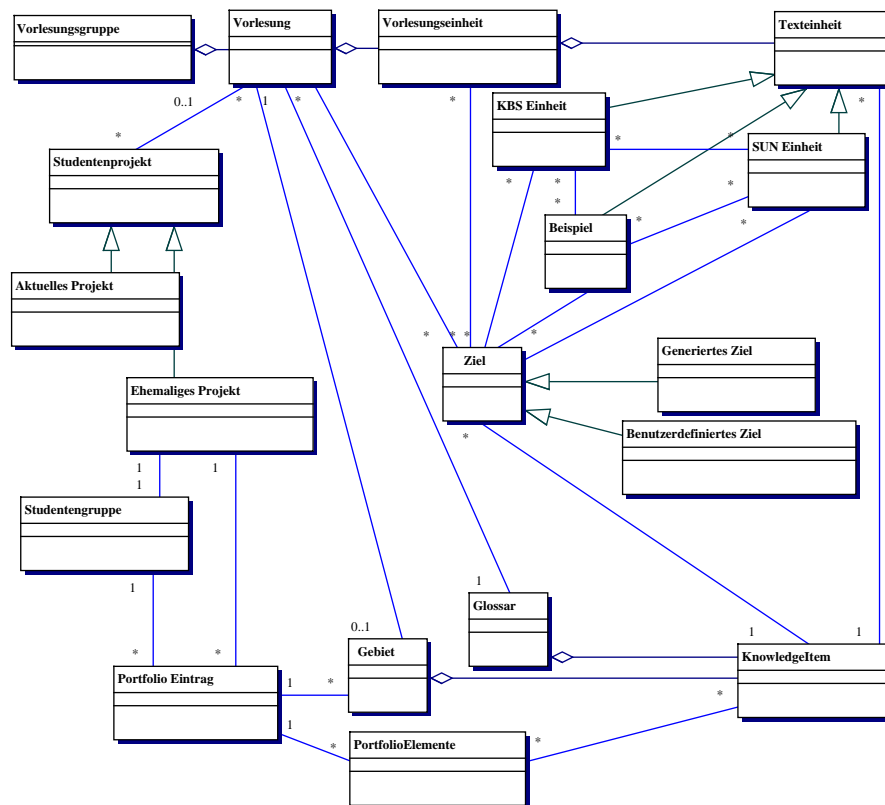 Vorlesungsgruppe
Vorlesung
Vorlesungseinheit
Texteinheit
0..1
*
1
*
*
*
KBS Einheit
*
*
SUN Einheit
*
Studentenprojekt
*
*
*
*
*
Beispiel
*
*
Aktuelles Projekt
*
*
*
*
Ziel
Generiertes Ziel
Ehemaliges Projekt
Benutzerdefiniertes Ziel
*
1
1
1
Studentengruppe
1
1
Glossar
0..1
1
1
*
*
Gebiet
KnowledgeItem
Portfolio Eintrag
1
*
*
1
*
*
PortfolioElemente